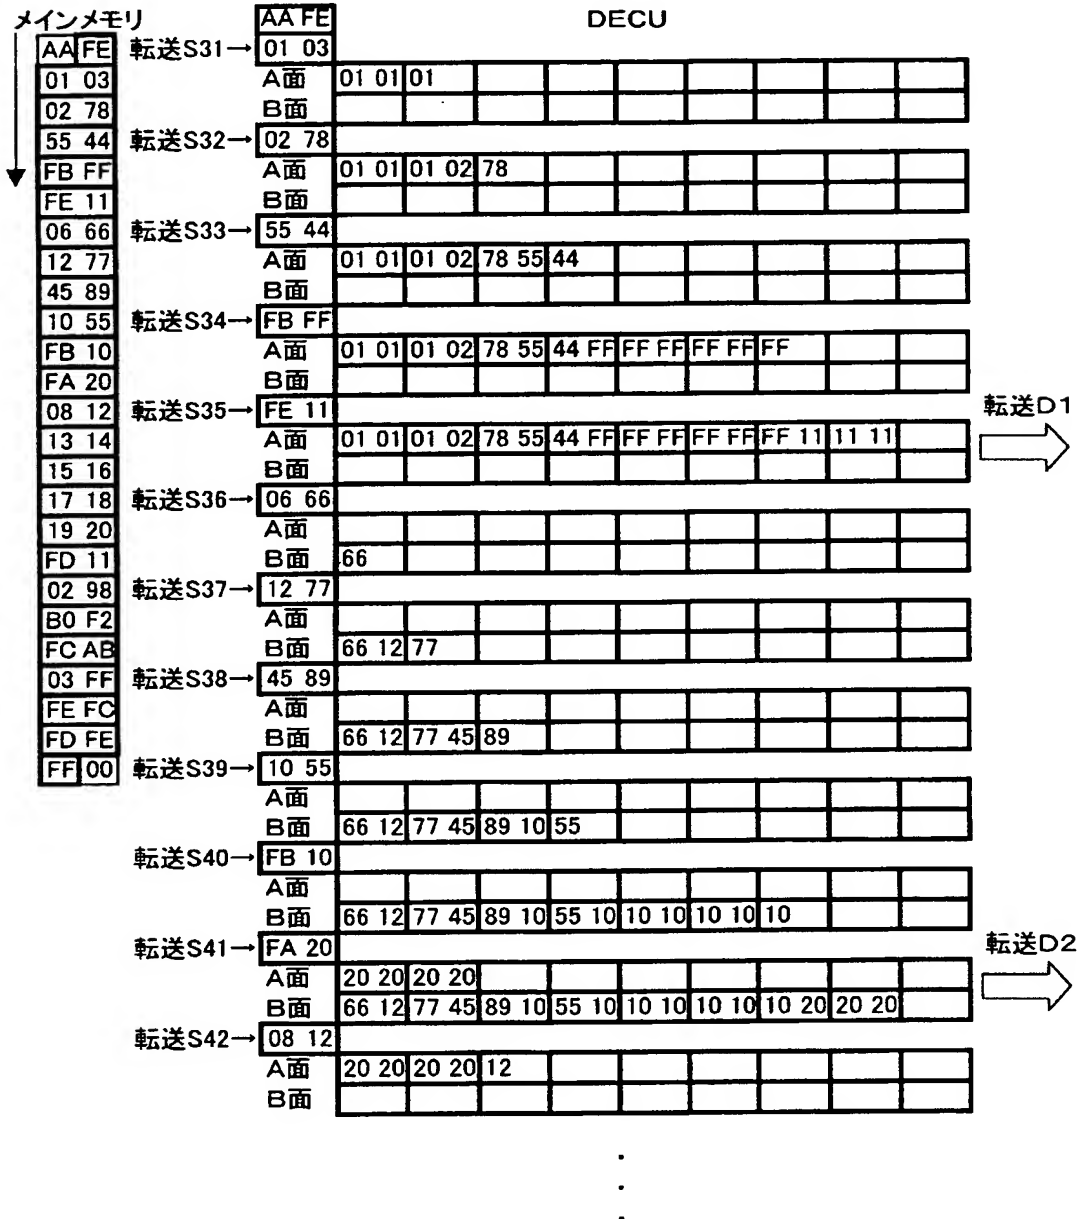 メインメモリ
AA FE
01 03
02 78
55 44
FB FF
FE 11
06 66
12 77
45 89
10 55
FB 10
FA 20
08 12
13 14
15 16
17 18
19 20
FD 11
02 98
B0 F2
FC AB
03 FF
FE FC
FD FE
FF 00
DECU
AA FE
転送S31→ 01 03
A面 01 01 01
B面
転送S32→ 02 78
A面 01 01 01 02 78
B面
転送S33→ 55 44
A面 01 01 01 02 78 55 44
B面
転送S34→ FB FF
A面 01 01 01 02 78 55 44 FF FF FF FF FF FF
B面
転送S35→ FE 11
A面 01 01 01 02 78 55 44 FF FF FF FF FF FF 11 11 11
B面
転送D1
転送S36→ 06 66
A面
B面 66
転送S37→ 12 77
A面
B面 66 12 77
転送S38→ 45 89
A面
B面 66 12 77 45 89
転送S39→ 10 55
A面
B面 66 12 77 45 89 10 55
転送S40→ FB 10
A面
B面 66 12 77 45 89 10 55 10 10 10 10 10 10
転送S41→ FA 20
A面 20 20 20 20
B面 66 12 77 45 89 10 55 10 10 10 10 10 10 20 20 20
転送D2
転送S42→ 08 12
A面 20 20 20 20 12
B面